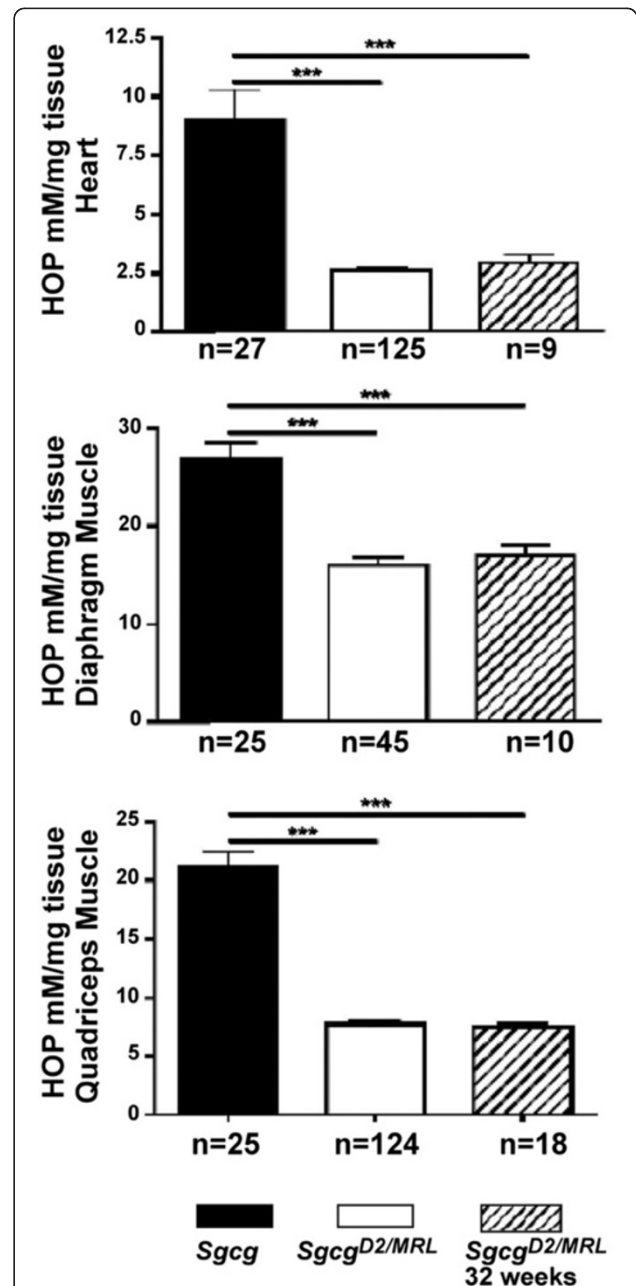 HOP mM/mg tissue
Heart
12.5
10
7.5
5
2.5
0
***
***
n=27 n=125 n=9
HOP mM/mg tissue
Diaphragm Muscle
30
20
10
0
***
***
n=25 n=45 n=10
HOP mM/mg tissue
Quadriceps Muscle
25
20
15
10
5
0
***
***
n=25 n=124 n=18
Sgcg Sgcg^D2/MRL Sgcg^D2/MRL
32 weeks